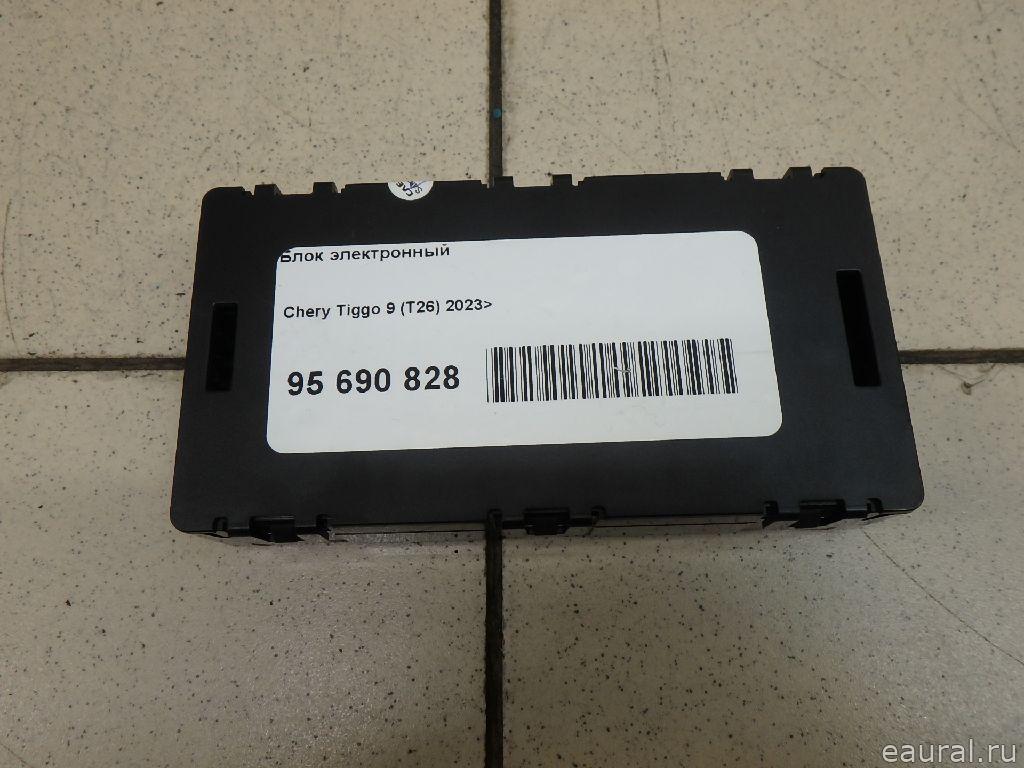 Блок электронный
Chery Tiggo 9 (T26) 2023>
95 690 828
eaural.ru